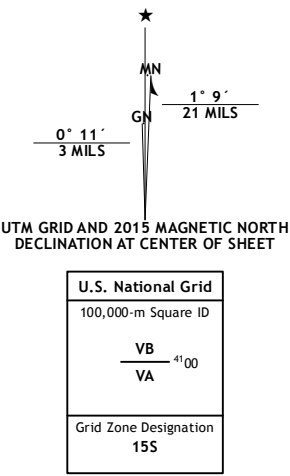 ★
MN
1° 9´
21 MILS
GN
0° 11´
3 MILS
UTM GRID AND 2015 MAGNETIC NORTH
DECLINATION AT CENTER OF SHEET
U.S. National Grid
100,000-m Square ID
VB
4100
VA
Grid Zone Designation
15S